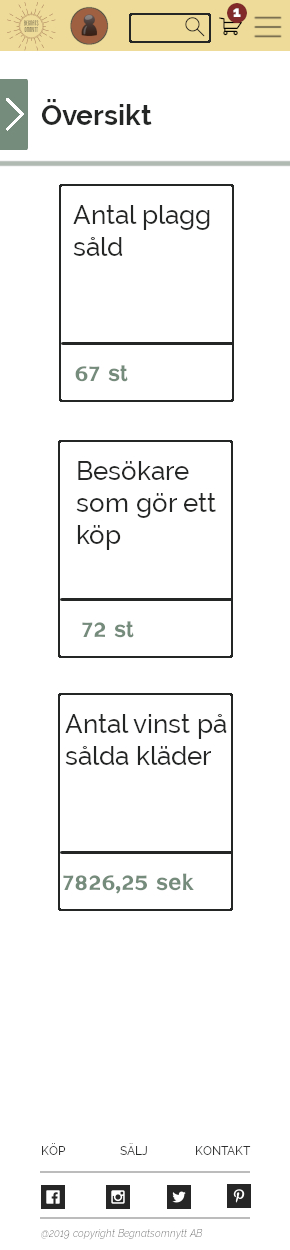 1
Översikt
Antal plagg
såld
67 st
Besökare
som gör ett
köp
72 st
Antal vinst på
sålda kläder
7826,25 sek
KÖP SÄLJ KONTAKT
@2019 copyright Begnatsomnytt AB